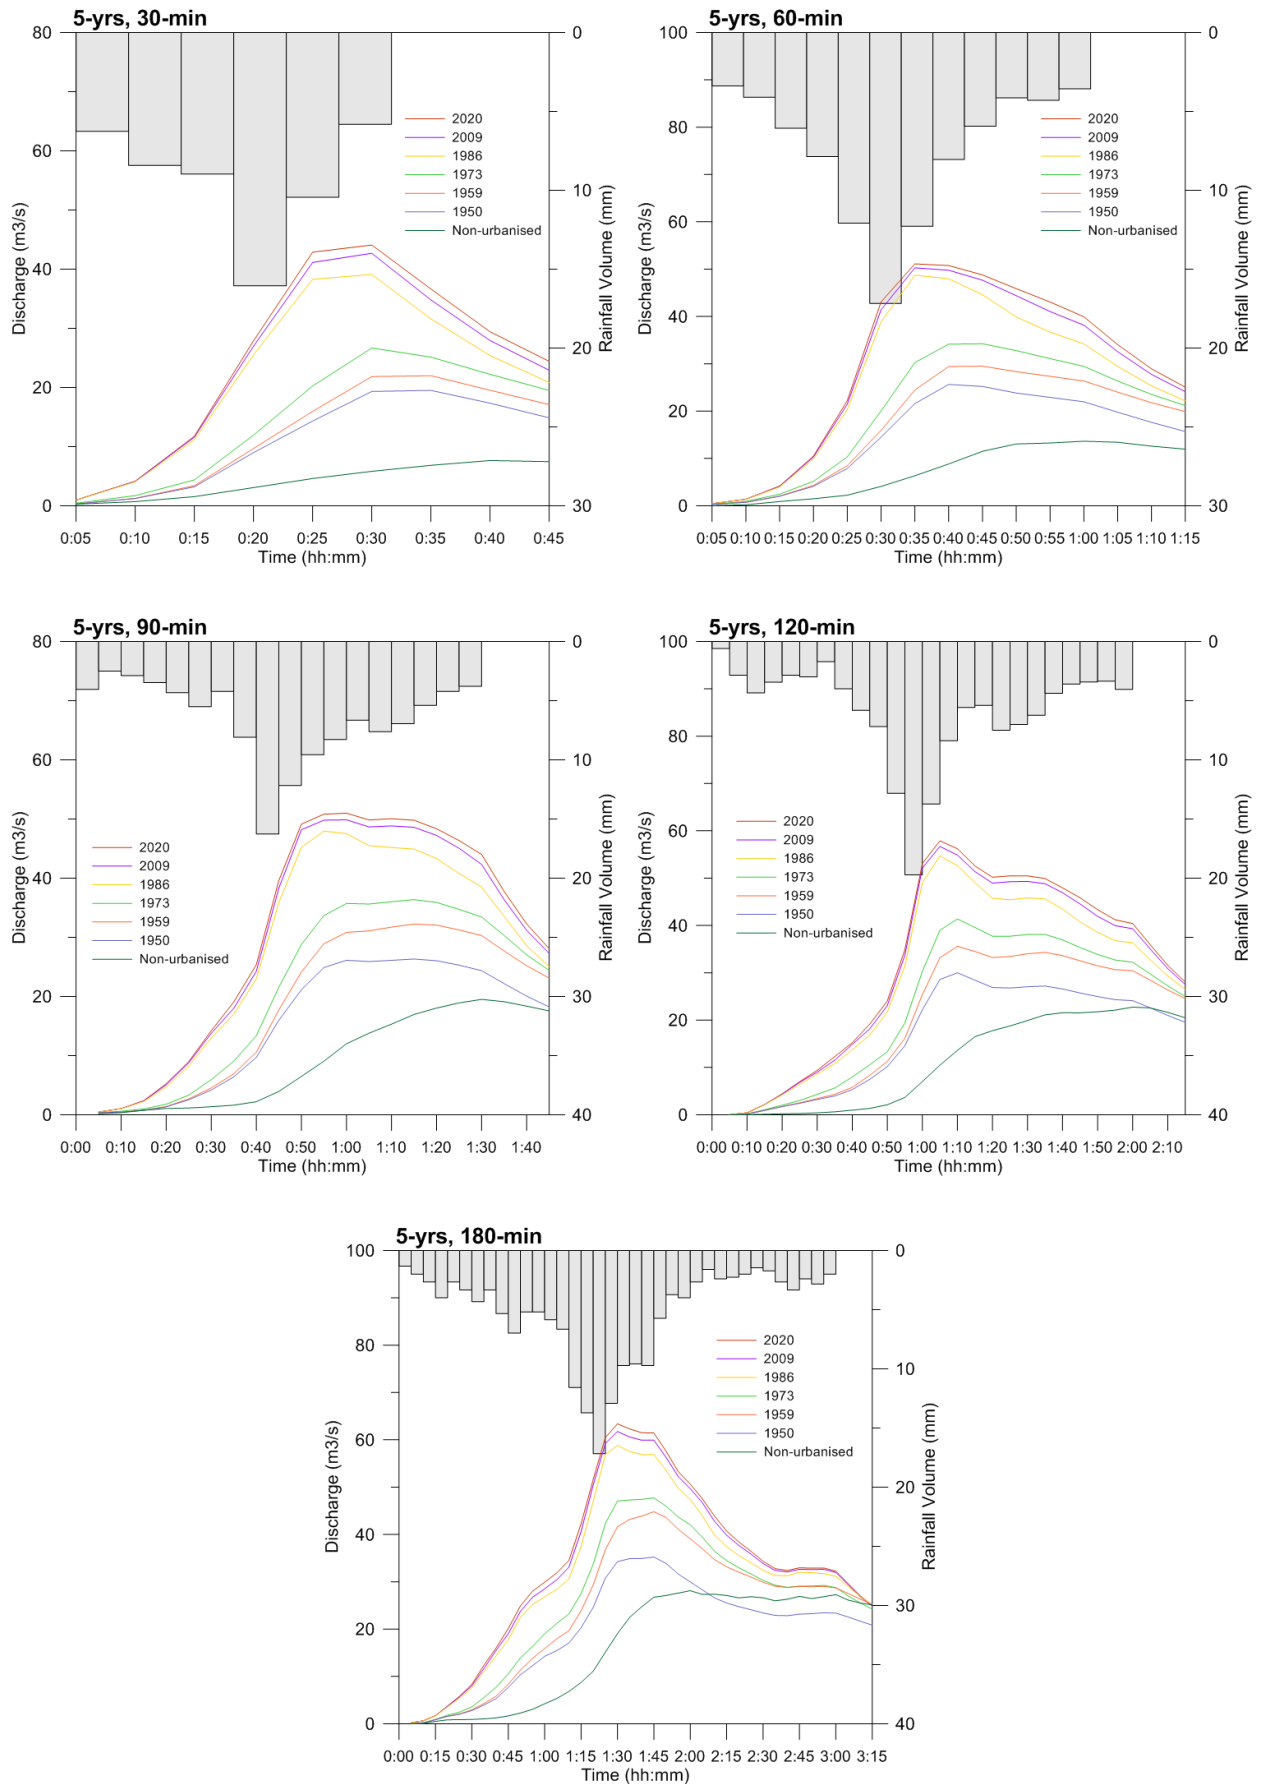 5-yrs, 30-min
80
60
40
20
0
Discharge (m3/s)
0
10
20
30
Rainfall Volume (mm)
2020
2009
1986
1973
1959
1950
Non-urbanised
0:05 0:10 0:15 0:20 0:25 0:30 0:35 0:40 0:45
Time (hh:mm)
5-yrs, 60-min
100
80
60
40
20
0
Discharge (m3/s)
0
10
20
30
Rainfall Volume (mm)
2020
2009
1986
1973
1959
1950
Non-urbanised
0:05 0:10 0:15 0:20 0:25 0:30 0:35 0:40 0:45 0:50 0:55 1:00 1:05 1:10 1:15
Time (hh:mm)
5-yrs, 90-min
80
60
40
20
0
Discharge (m3/s)
0
10
20
30
40
Rainfall Volume (mm)
2020
2009
1986
1973
1959
1950
Non-urbanised
0:00 0:10 0:20 0:30 0:40 0:50 1:00 1:10 1:20 1:30 1:40
Time (hh:mm)
5-yrs, 120-min
100
80
60
40
20
0
Discharge (m3/s)
0
10
20
30
40
Rainfall Volume (mm)
2020
2009
1986
1973
1959
1950
Non-urbanised
0:00 0:10 0:20 0:30 0:40 0:50 1:00 1:10 1:20 1:30 1:40 1:50 2:00 2:10
Time (hh:mm)
5-yrs, 180-min
100
80
60
40
20
0
Discharge (m3/s)
0
10
20
30
40
Rainfall Volume (mm)
2020
2009
1986
1973
1959
1950
Non-urbanised
0:00 0:15 0:30 0:45 1:00 1:15 1:30 1:45 2:00 2:15 2:30 2:45 3:00 3:15
Time (hh:mm)